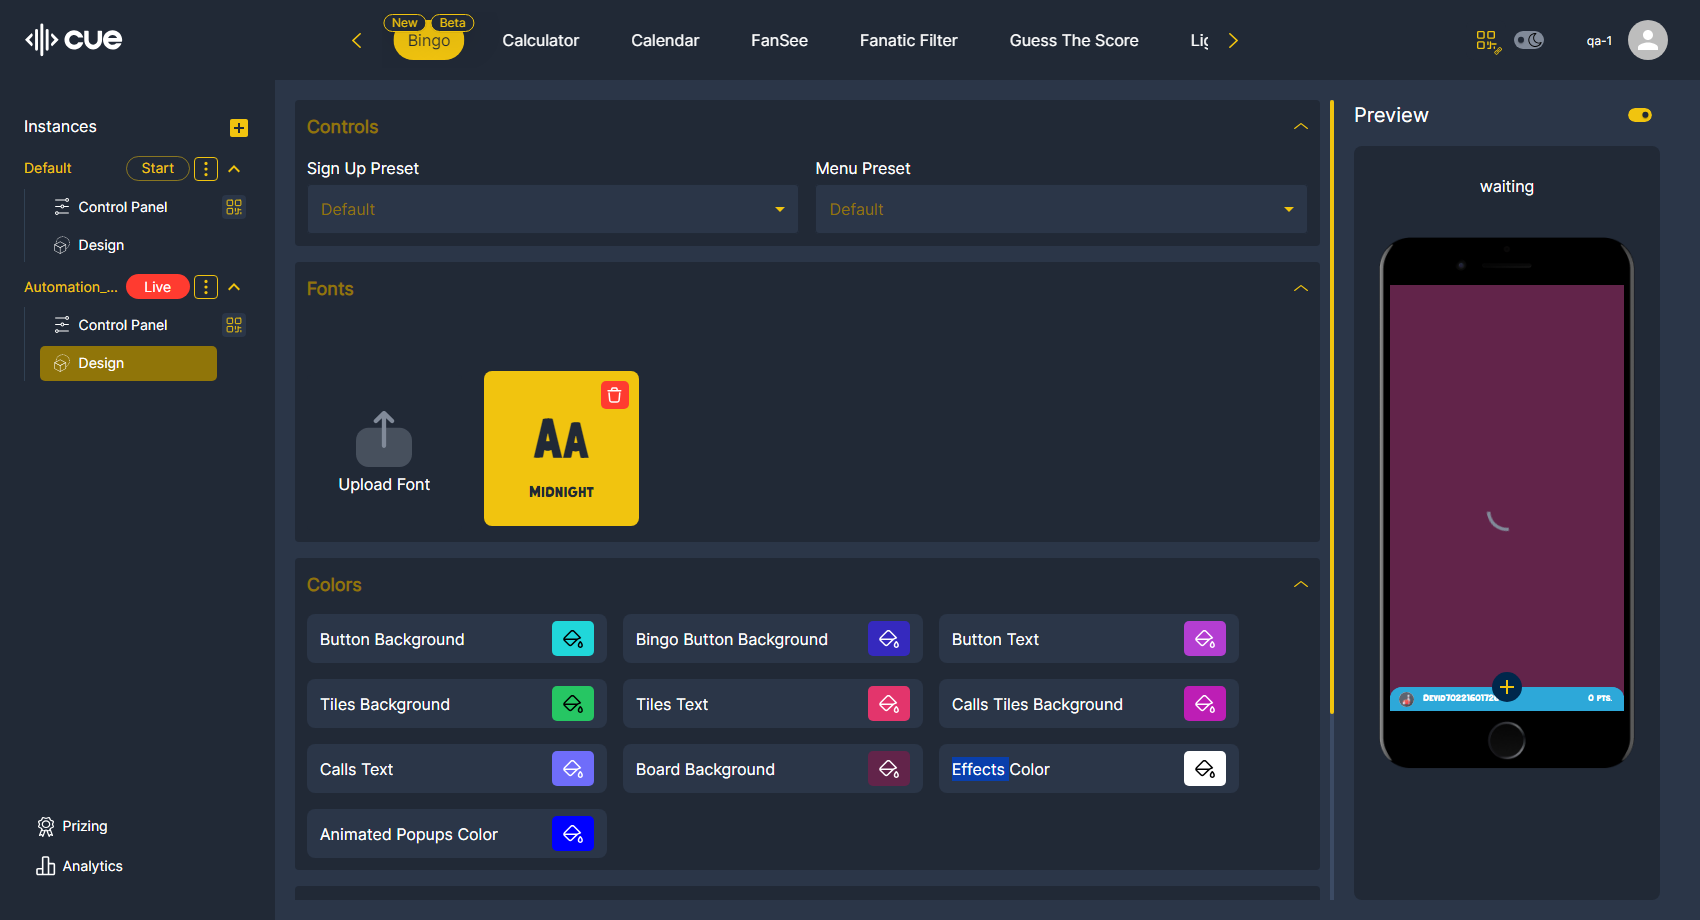 cue
New Beta
Bingo
Calculator
Calendar
FanSee
Fanatic Filter
Guess The Score
qa-1
Instances
Default
Start
Control Panel
Design
Automation_...
Live
Control Panel
Design
Prizing
Analytics
Controls
Sign Up Preset
Menu Preset
Default
Default
Fonts
Upload Font
AA
MIDNIGHT
Colors
Button Background
Bingo Button Background
Button Text
Tiles Background
Tiles Text
Calls Tiles Background
Calls Text
Board Background
Effects Color
Animated Popups Color
Preview
waiting
0 PTS.